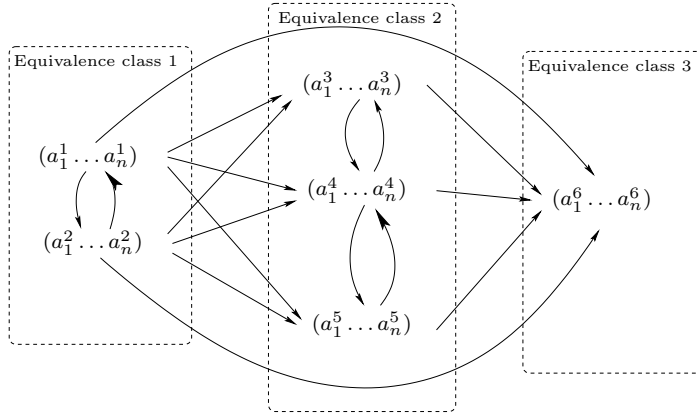 Equivalence class 1
(a_1^1 … a_n^1)
(a_1^2 … a_n^2)
Equivalence class 2
(a_1^3 … a_n^3)
(a_1^4 … a_n^4)
(a_1^5 … a_n^5)
Equivalence class 3
(a_1^6 … a_n^6)